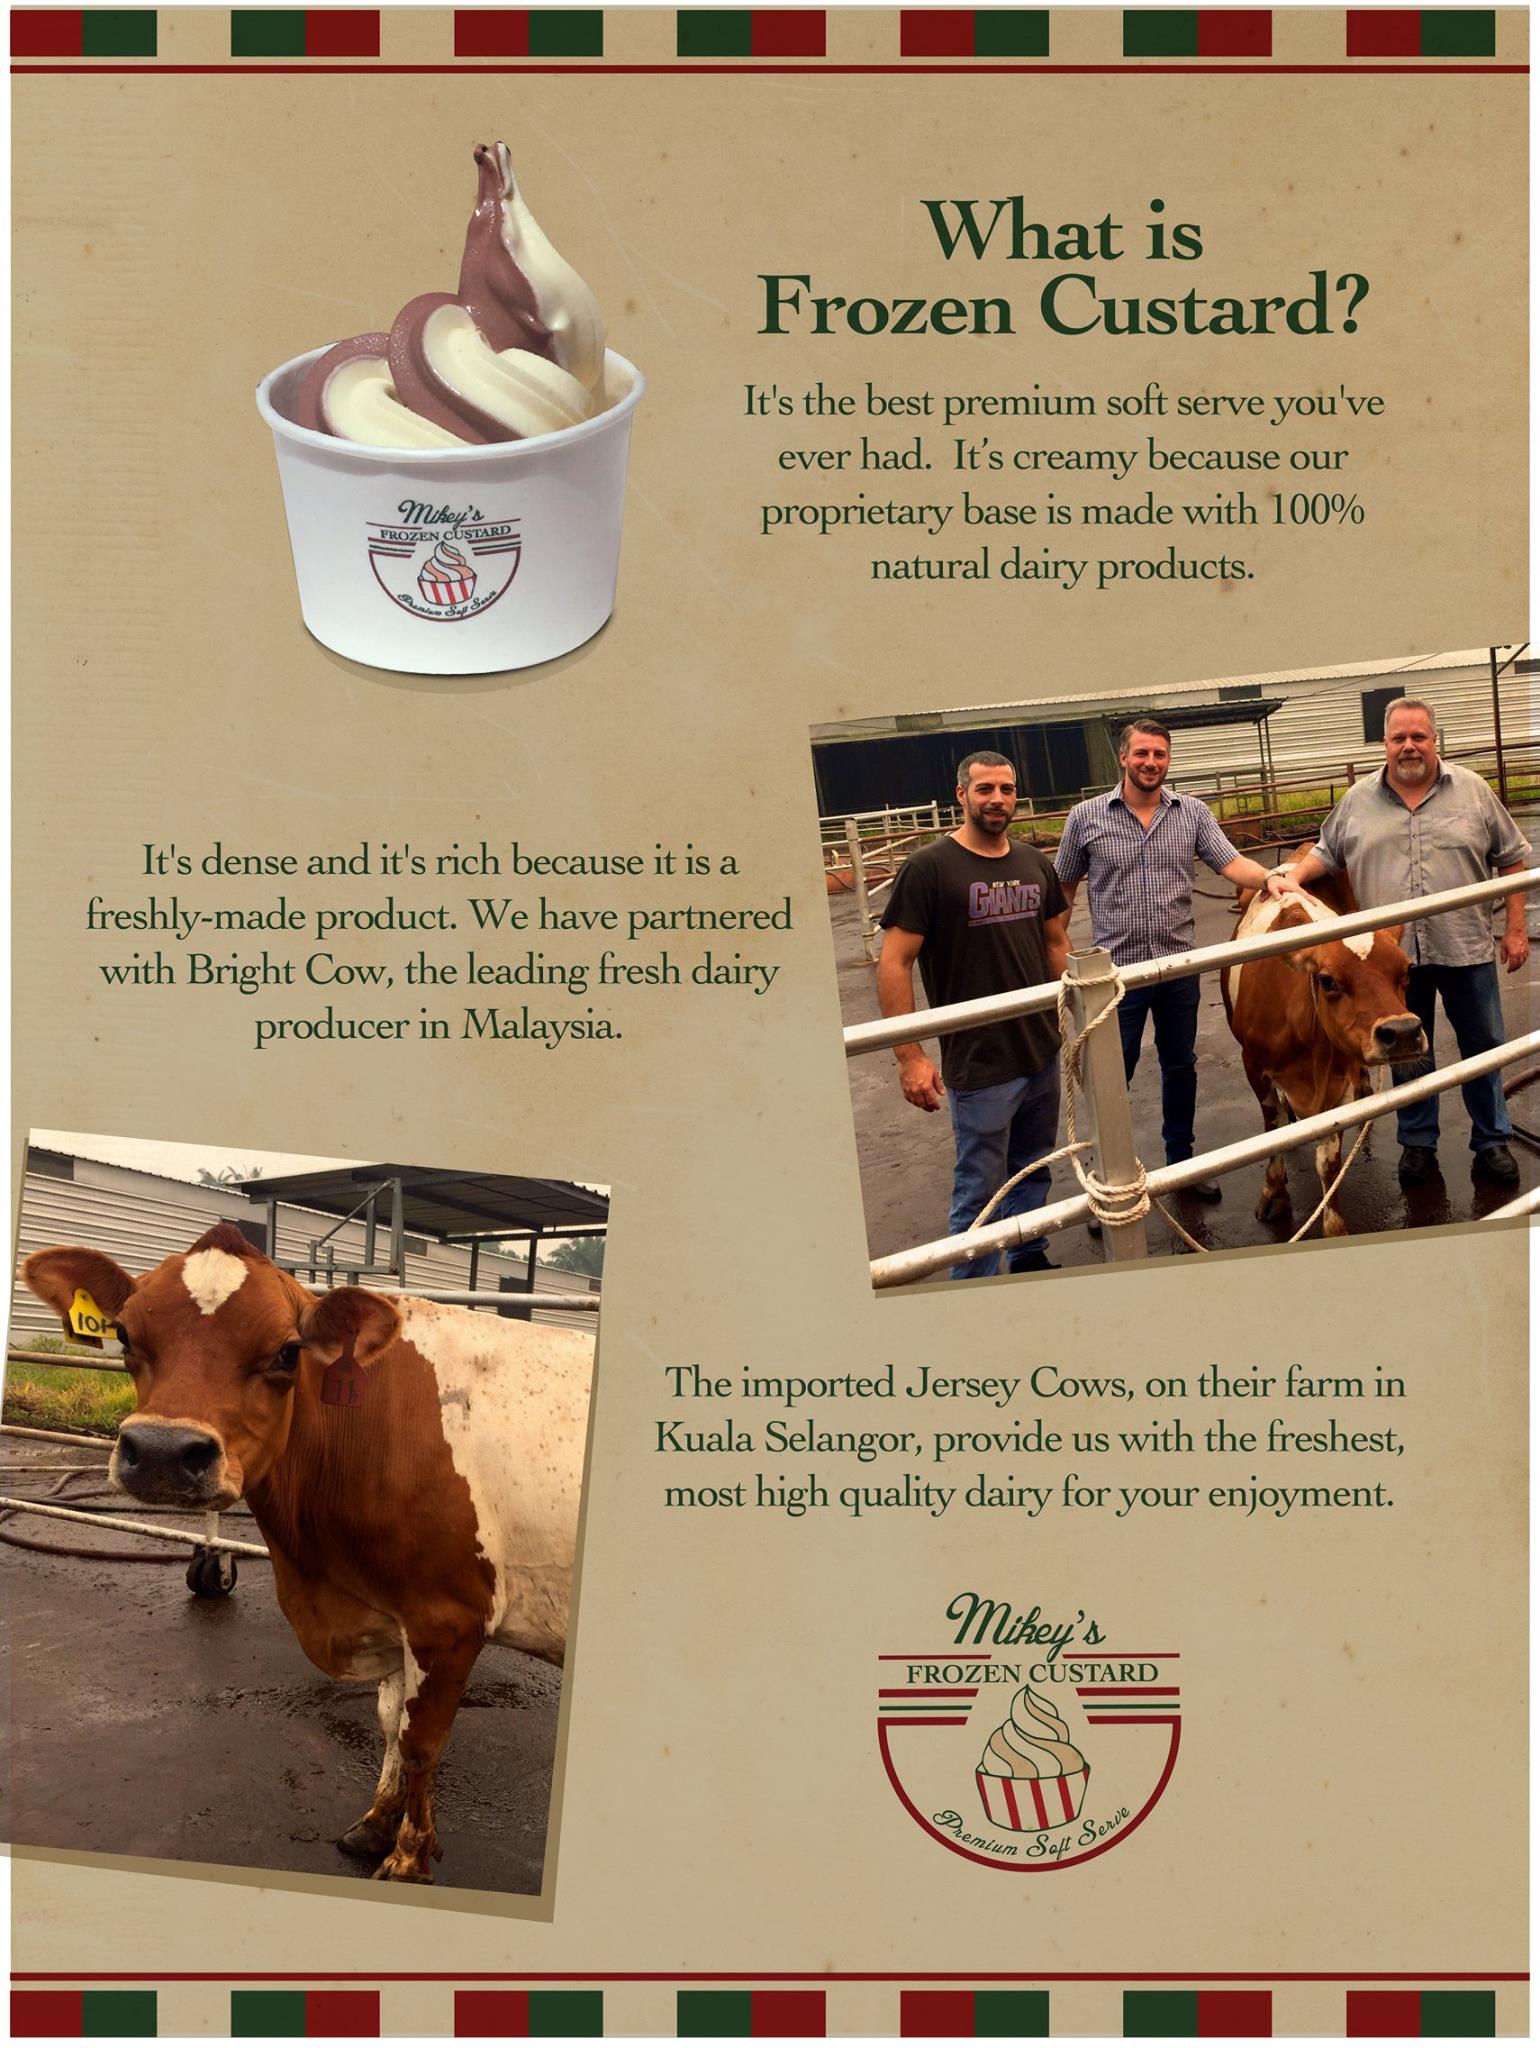 What is
Frozen Custard?
It's the best premium soft serve you've
ever had.  It’s creamy because our
proprietary base is made with 100%
natural dairy products.
Mikey's
FROZEN CUSTARD
Premium Soft Serve
NEW YORK
GIANTS
It's dense and it's rich because it is a
freshly-made product. We have partnered
with Bright Cow, the leading fresh dairy
producer in Malaysia.
101
11
The imported Jersey Cows, on their farm in
Kuala Selangor, provide us with the freshest,
most high quality dairy for your enjoyment.
Mikey's
FROZEN CUSTARD
Premium Soft Serve